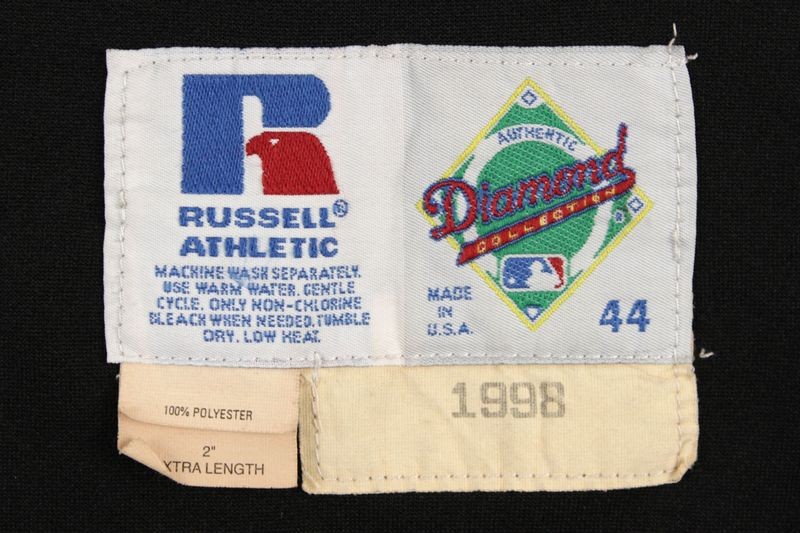 RUSSELL®
ATHLETIC
MACHINE WASH SEPARATELY.
USE WARM WATER. GENTLE
CYCLE. ONLY NON-CHLORINE
BLEACH WHEN NEEDED. TUMBLE
DRY. LOW HEAT.
AUTHENTIC
Diamond
COLLECTION
MADE
IN
U.S.A.
44
100% POLYESTER
2"
XTRA LENGTH
1998